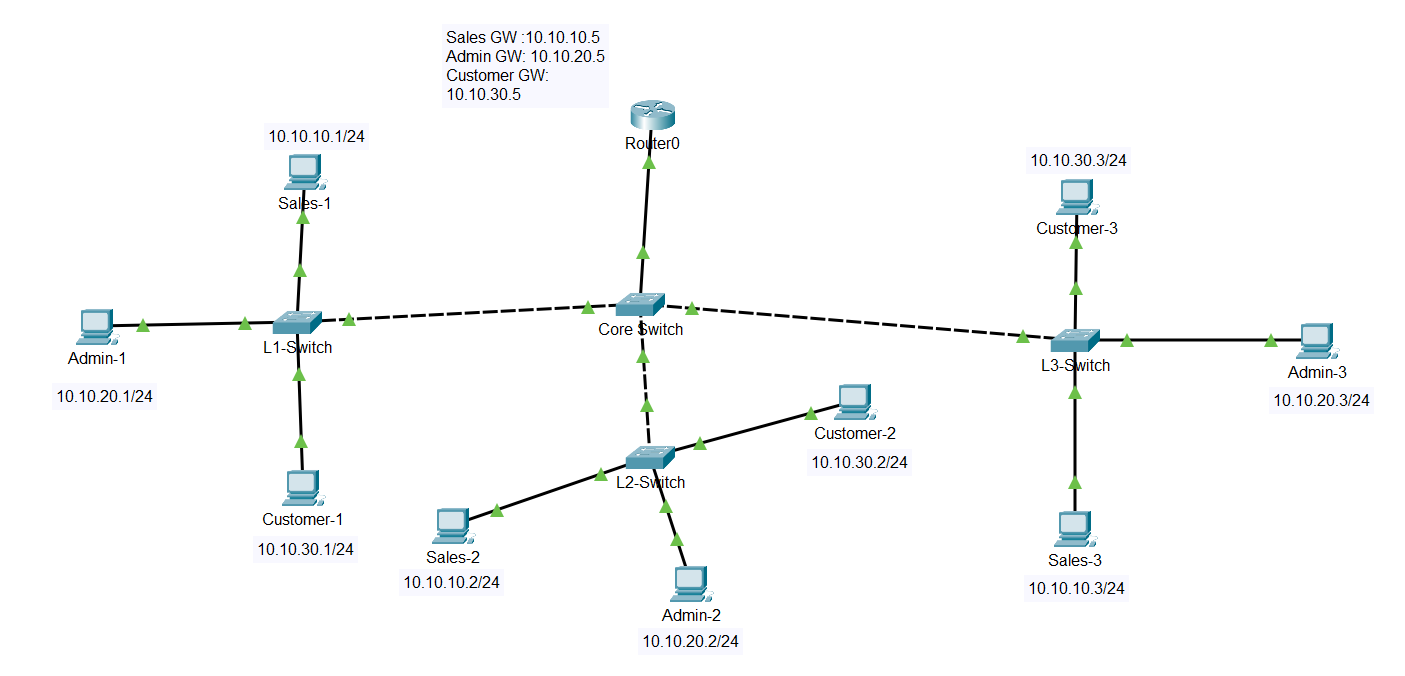 Sales GW :10.10.10.5
Admin GW: 10.10.20.5
Customer GW:
10.10.30.5
Router0
10.10.10.1/24
Sales-1
10.10.30.3/24
Customer-3
Admin-1
10.10.20.1/24
L1-Switch
Core Switch
L3-Switch
Admin-3
10.10.20.3/24
Customer-2
10.10.30.2/24
L2-Switch
Customer-1
10.10.30.1/24
Sales-2
10.10.10.2/24
Admin-2
10.10.20.2/24
Sales-3
10.10.10.3/24